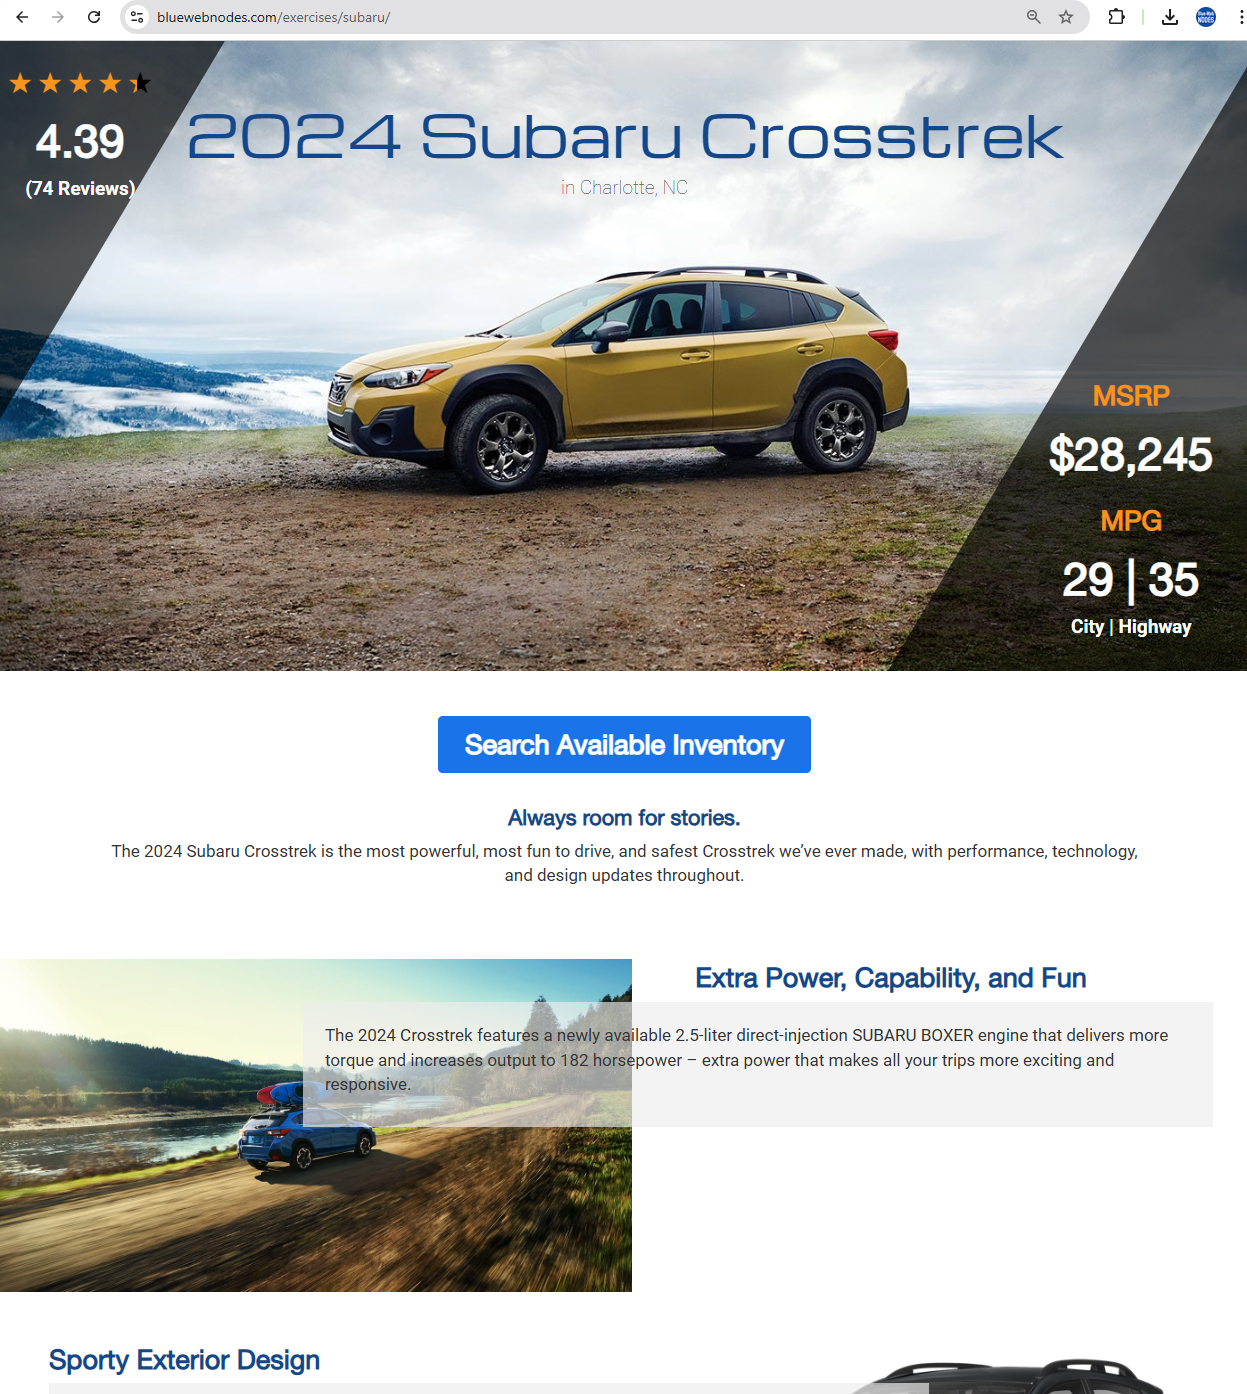 bluewebnodes.com/exercises/subaru/
4.39
(74 Reviews)
2024 Subaru Crosstrek
in Charlotte, NC
MSRP
$28,245
MPG
29 | 35
City | Highway
Search Available Inventory
Always room for stories.
The 2024 Subaru Crosstrek is the most powerful, most fun to drive, and safest Crosstrek we’ve ever made, with performance, technology,
and design updates throughout.
Extra Power, Capability, and Fun
The 2024 Crosstrek features a newly available 2.5-liter direct-injection SUBARU BOXER engine that delivers more
torque and increases output to 182 horsepower – extra power that makes all your trips more exciting and
responsive.
Sporty Exterior Design